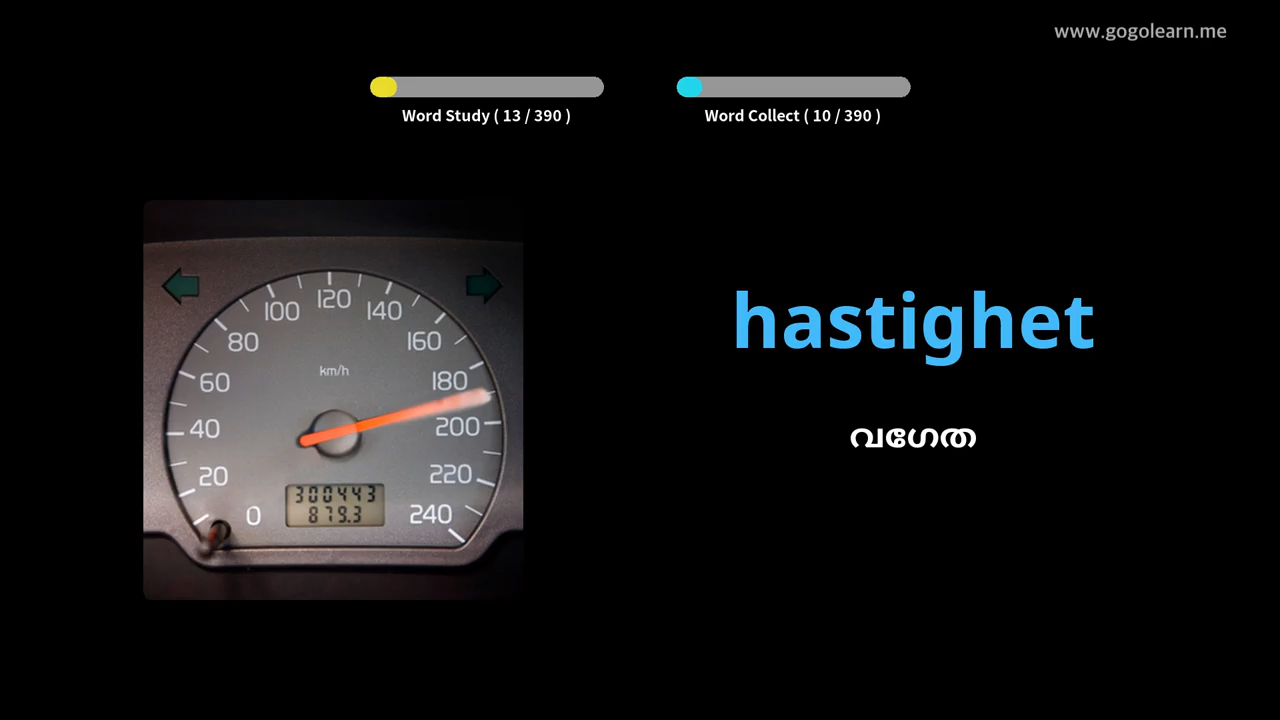 www.gogolearn.me
Word Study ( 13 / 390 )
Word Collect ( 10 / 390 )
120
100
140
80
160
km/h
60
180
40
200
20
220
0
240
300443
879.3
hastighet
വഗേത